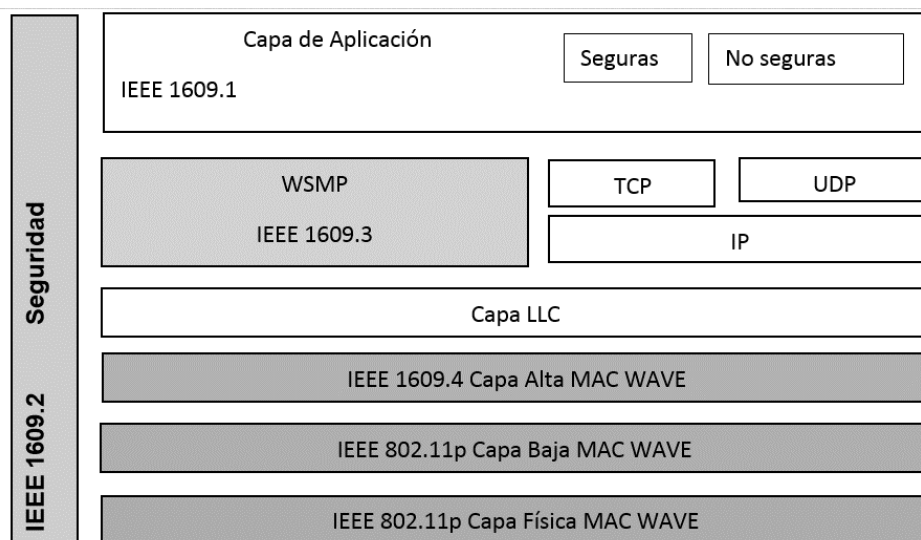 Capa de Aplicación
Seguras
No seguras
IEEE 1609.1
WSMP
IEEE 1609.3
TCP
UDP
IP
Capa LLC
IEEE 1609.4 Capa Alta MAC WAVE
IEEE 802.11p Capa Baja MAC WAVE
IEEE 802.11p Capa Física MAC WAVE
IEEE 1609.2 Seguridad